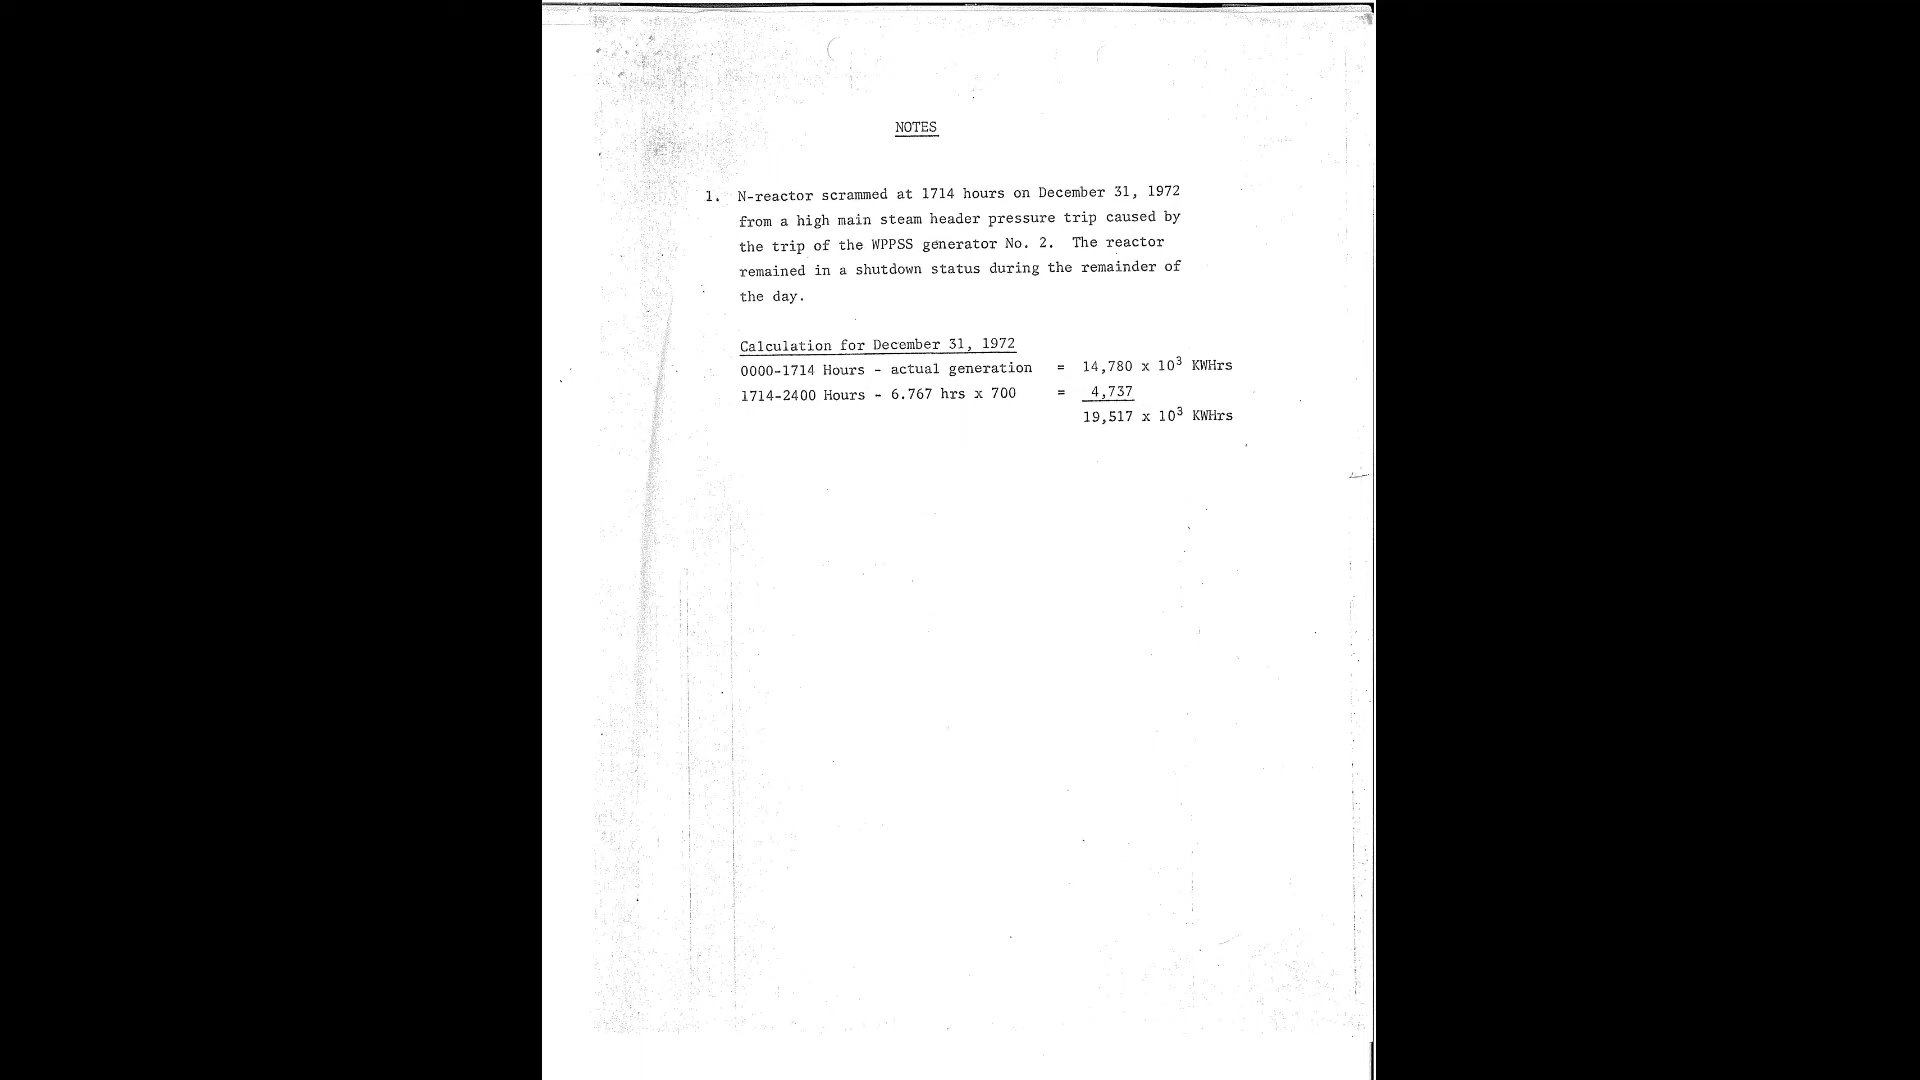 NOTES
1. N-reactor scrammed at 1714 hours on December 31, 1972
from a high main steam header pressure trip caused by
the trip of the WPPSS generator No. 2. The reactor
remained in a shutdown status during the remainder of
the day.
Calculation for December 31, 1972
0000-1714 Hours - actual generation = 14,780 x 10³ KWHrs
1714-2400 Hours - 6.767 hrs x 700 = 4,737
19,517 x 10³ KWHrs